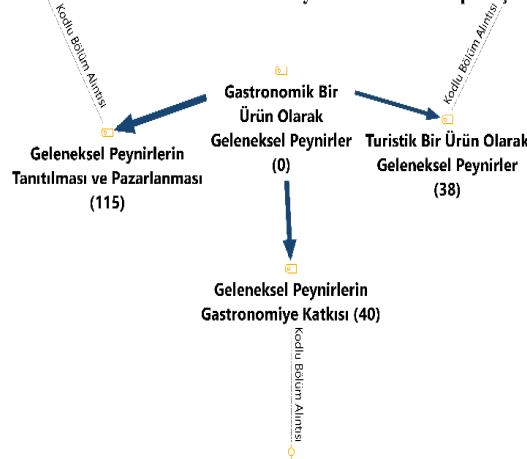 Kodlu Bölüm Alıntısı
Kodlu Bölüm Alıntısı
Gastronomik Bir
Ürün Olarak
Geleneksel Peynirler
(0)
Geleneksel Peynirlerin
Tanıtılması ve Pazarlanması
(115)
Turistik Bir Ürün Olarak
Geleneksel Peynirler
(38)
Geleneksel Peynirlerin
Gastronomiye Katkısı (40)
Kodlu Bölüm Alıntısı